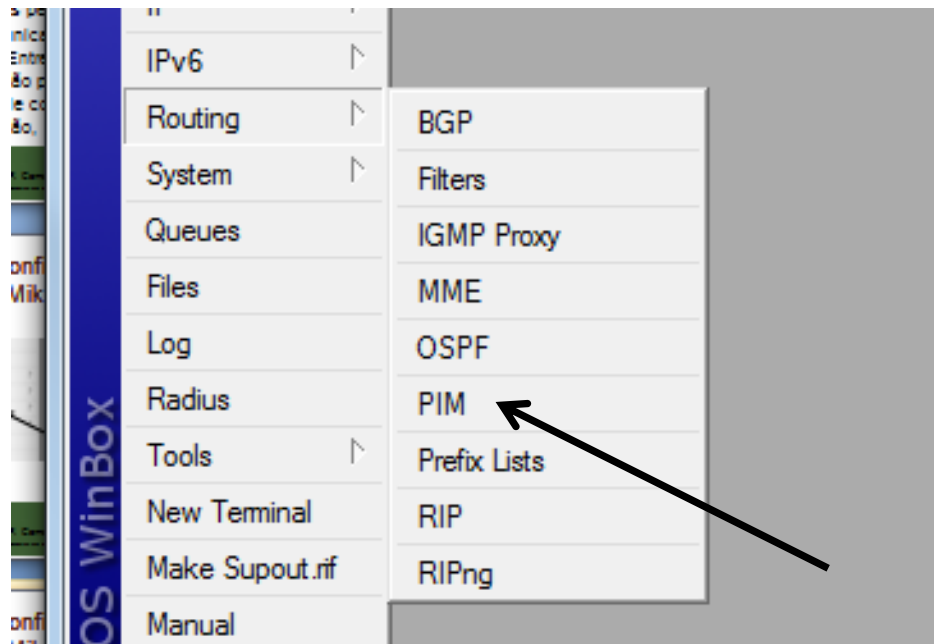 IPv6
Routing
System
Queues
Files
Log
Radius
Tools
New Terminal
Make Supout.rif
Manual
BGP
Filters
IGMP Proxy
MME
OSPF
PIM
Prefix Lists
RIP
RIPng
OS WinBox